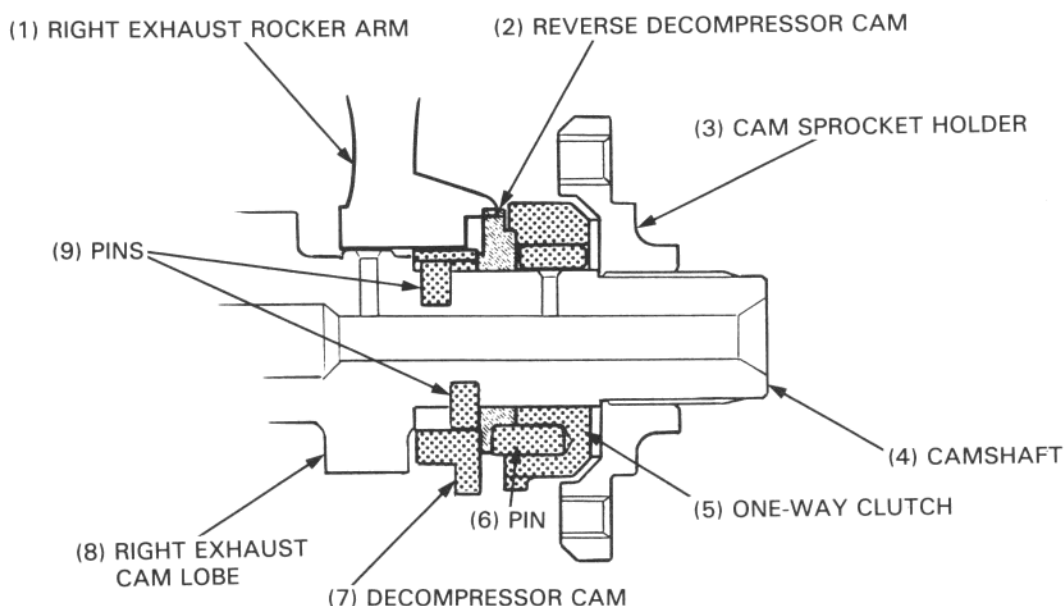 (1) RIGHT EXHAUST ROCKER ARM
(2) REVERSE DECOMPRESSOR CAM
(3) CAM SPROCKET HOLDER
(9) PINS
(4) CAMSHAFT
(5) ONE-WAY CLUTCH
(6) PIN
(8) RIGHT EXHAUST
CAM LOBE
(7) DECOMPRESSOR CAM